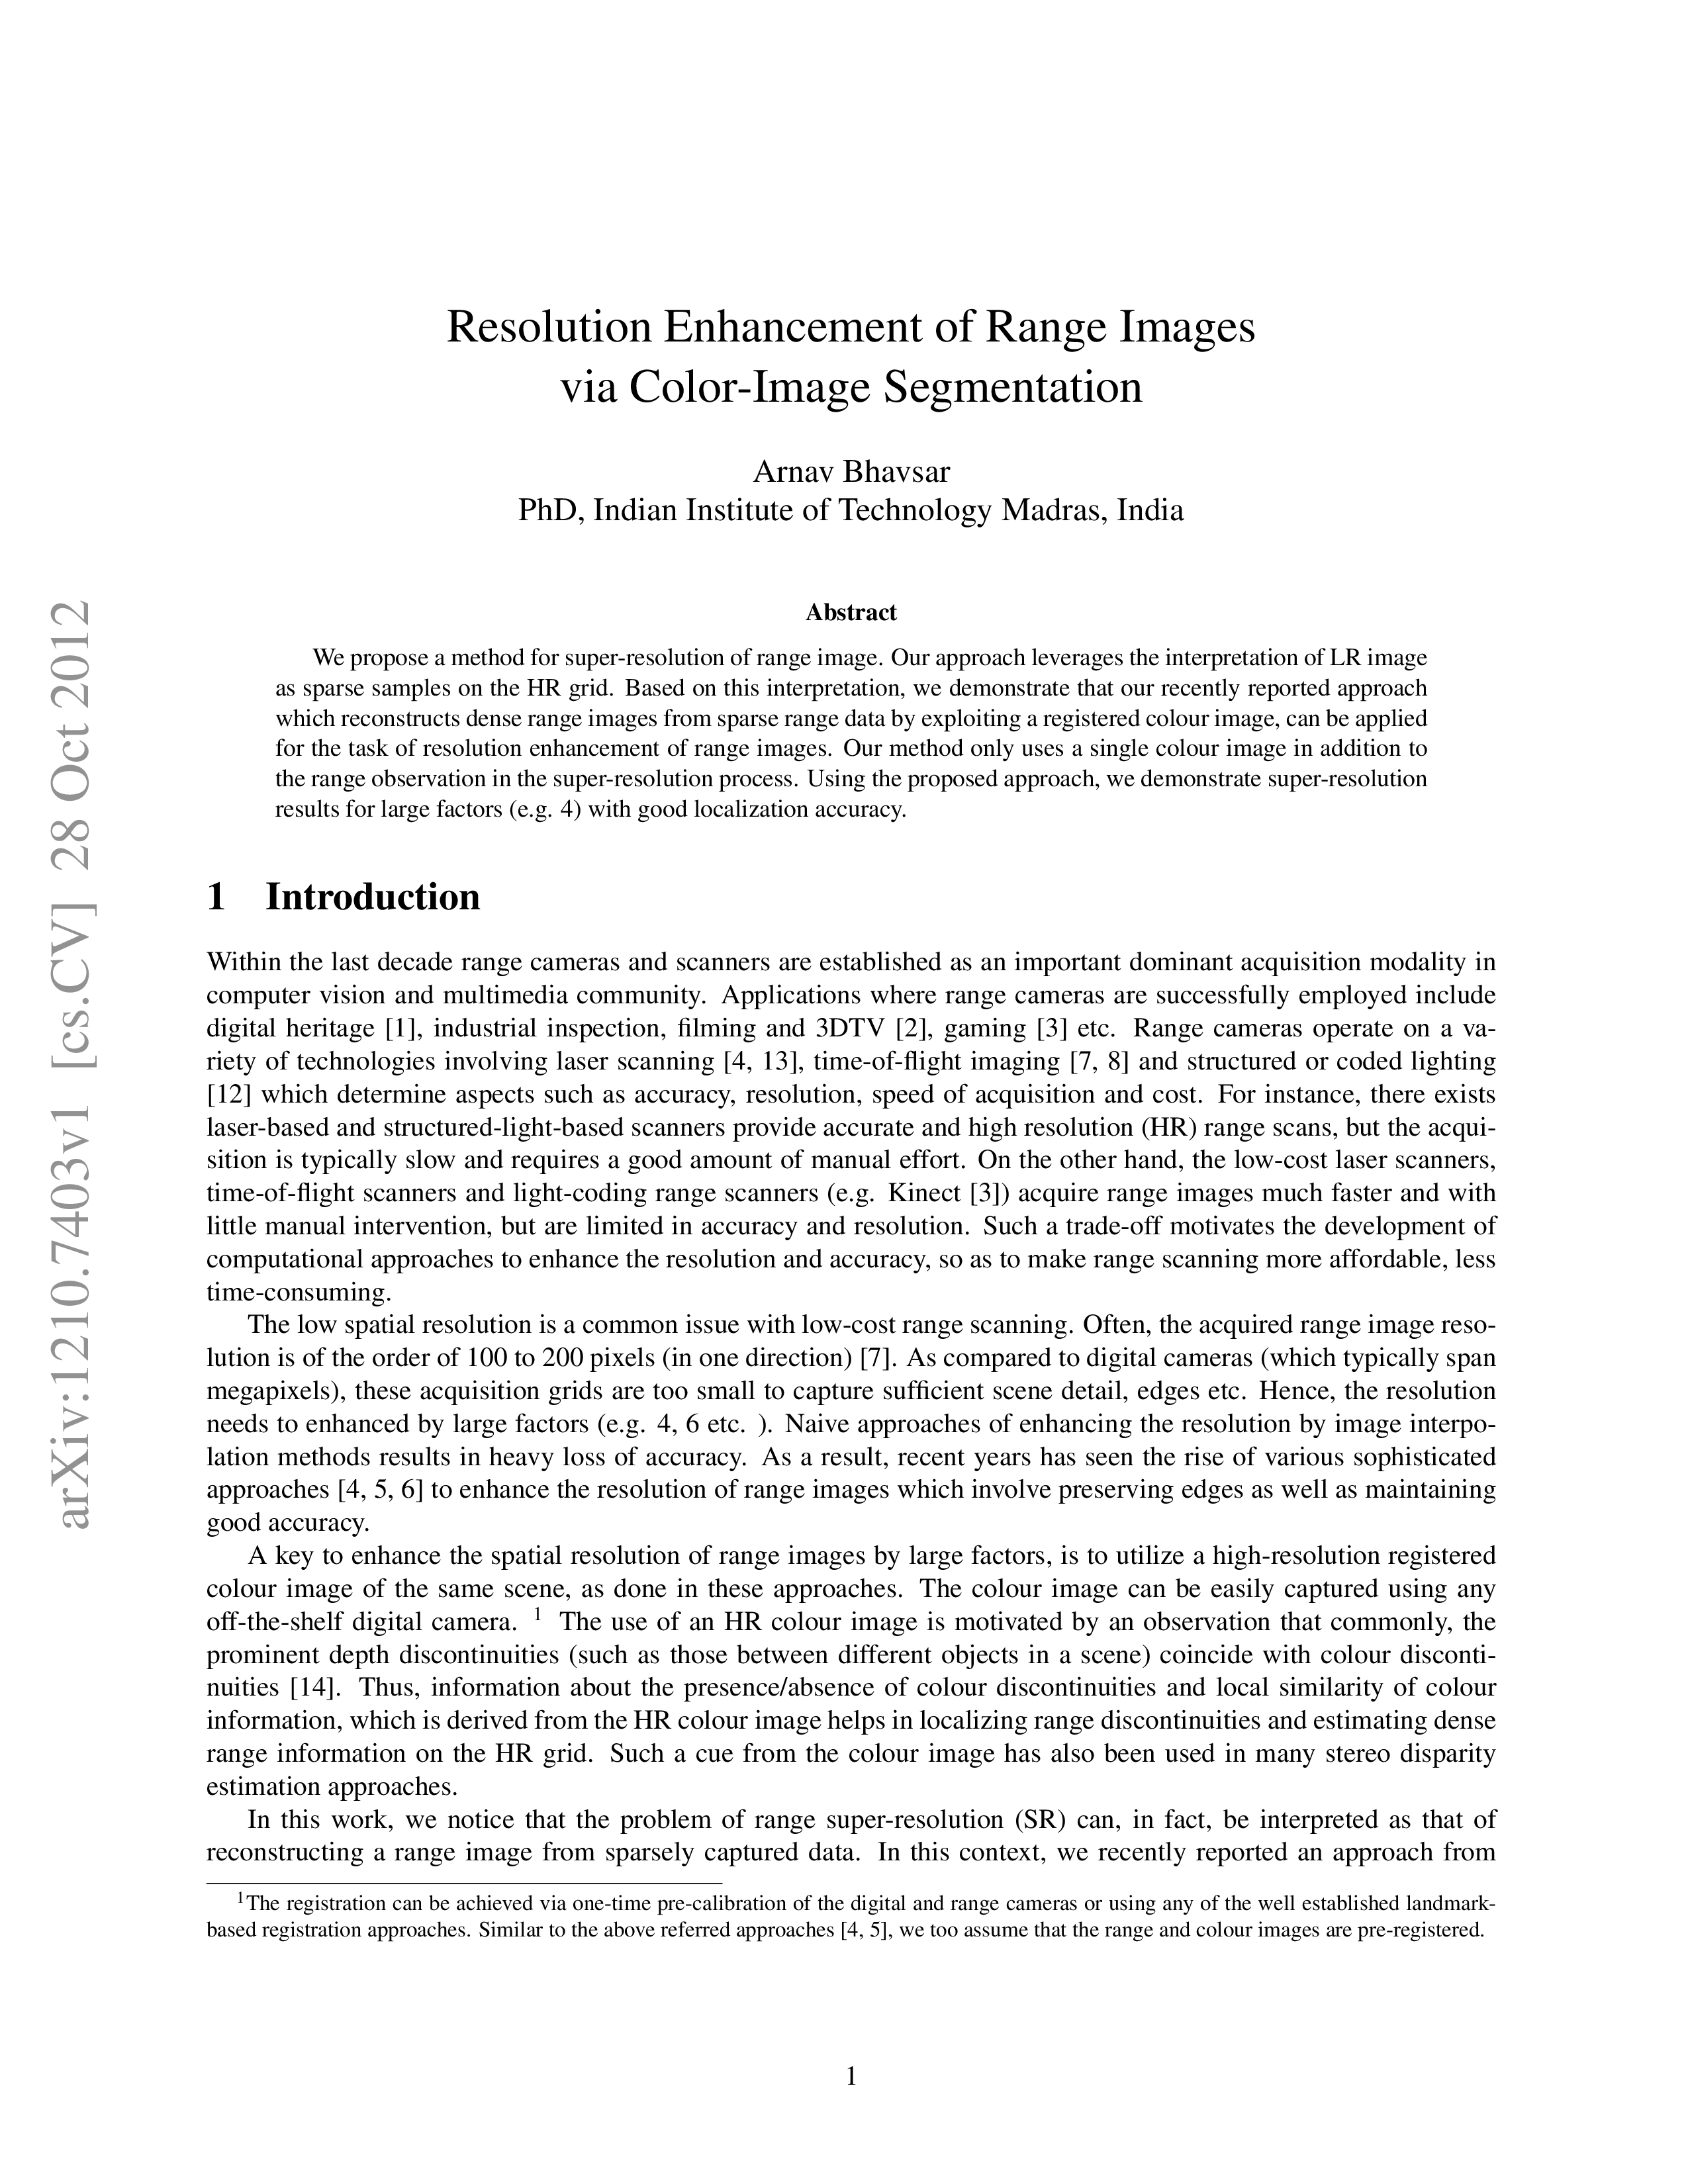 Resolution Enhancement of Range Images
via Color-Image Segmentation
Arnav Bhavsar
PhD, Indian Institute of Technology Madras, India
Abstract
We propose a method for super-resolution of range image. Our approach leverages the interpretation of LR image
as sparse samples on the HR grid. Based on this interpretation, we demonstrate that our recently reported approach
which reconstructs dense range images from sparse range data by exploiting a registered colour image, can be applied
for the task of resolution enhancement of range images. Our method only uses a single colour image in addition to
the range observation in the super-resolution process. Using the proposed approach, we demonstrate super-resolution
results for large factors (e.g. 4) with good localization accuracy.
1 Introduction
Within the last decade range cameras and scanners are established as an important dominant acquisition modality in
computer vision and multimedia community. Applications where range cameras are successfully employed include
digital heritage [1], industrial inspection, filming and 3DTV [2], gaming [3] etc. Range cameras operate on a va-
riety of technologies involving laser scanning [4, 13], time-of-flight imaging [7, 8] and structured or coded lighting
[12] which determine aspects such as accuracy, resolution, speed of acquisition and cost. For instance, there exists
laser-based and structured-light-based scanners provide accurate and high resolution (HR) range scans, but the acqui-
sition is typically slow and requires a good amount of manual effort. On the other hand, the low-cost laser scanners,
time-of-flight scanners and light-coding range scanners (e.g. Kinect [3]) acquire range images much faster and with
little manual intervention, but are limited in accuracy and resolution. Such a trade-off motivates the development of
computational approaches to enhance the resolution and accuracy, so as to make range scanning more affordable, less
time-consuming.
The low spatial resolution is a common issue with low-cost range scanning. Often, the acquired range image reso-
lution is of the order of 100 to 200 pixels (in one direction) [7]. As compared to digital cameras (which typically span
megapixels), these acquisition grids are too small to capture sufficient scene detail, edges etc. Hence, the resolution
needs to enhanced by large factors (e.g. 4, 6 etc. ). Naive approaches of enhancing the resolution by image interpo-
lation methods results in heavy loss of accuracy. As a result, recent years has seen the rise of various sophisticated
approaches [4, 5, 6] to enhance the resolution of range images which involve preserving edges as well as maintaining
good accuracy.
A key to enhance the spatial resolution of range images by large factors, is to utilize a high-resolution registered
colour image of the same scene, as done in these approaches. The colour image can be easily captured using any
off-the-shelf digital camera. 1 The use of an HR colour image is motivated by an observation that commonly, the
prominent depth discontinuities (such as those between different objects in a scene) coincide with colour disconti-
nuities [14]. Thus, information about the presence/absence of colour discontinuities and local similarity of colour
information, which is derived from the HR colour image helps in localizing range discontinuities and estimating dense
range information on the HR grid. Such a cue from the colour image has also been used in many stereo disparity
estimation approaches.
In this work, we notice that the problem of range super-resolution (SR) can, in fact, be interpreted as that of
reconstructing a range image from sparsely captured data. In this context, we recently reported an approach from
1The registration can be achieved via one-time pre-calibration of the digital and range cameras or using any of the well established landmark-
based registration approaches. Similar to the above referred approaches [4, 5], we too assume that the range and colour images are pre-registered.
1
arXiv:1210.7403v1 [cs.CV] 28 Oct 2012